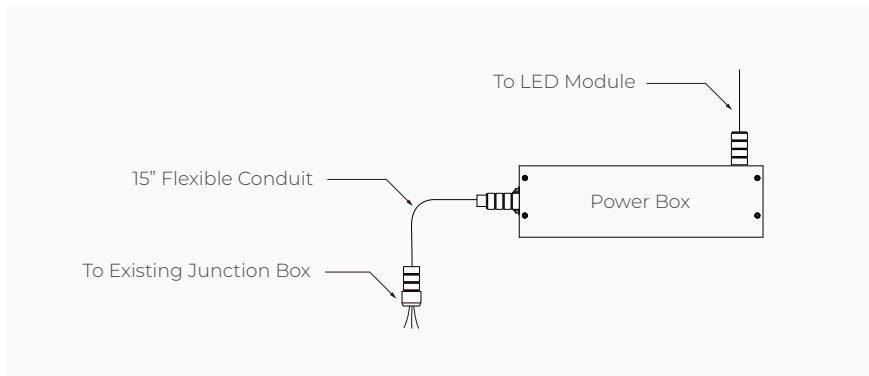 To LED Module
15” Flexible Conduit
Power Box
To Existing Junction Box